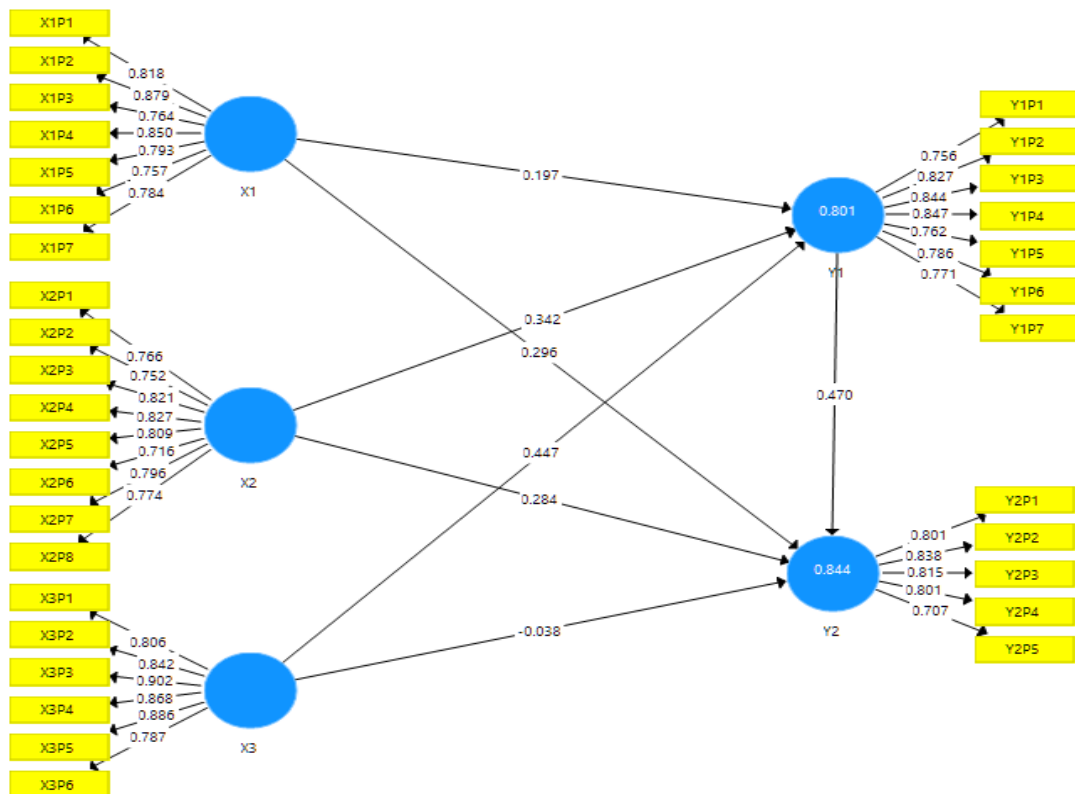 X1P1
X1P2
X1P3
X1P4
X1P5
X1P6
X1P7
0.818
0.879
0.764
0.850
0.793
0.757
0.784
X1
X2P1
X2P2
X2P3
X2P4
X2P5
X2P6
X2P7
X2P8
0.766
0.752
0.821
0.827
0.809
0.716
0.796
0.774
X2
X3P1
X3P2
X3P3
X3P4
X3P5
X3P6
0.806
0.842
0.902
0.868
0.886
0.787
X3
0.197
0.342
0.296
0.447
0.284
-0.038
0.470
0.801
Y1
0.756
0.827
0.844
0.847
0.762
0.786
0.771
Y1P1
Y1P2
Y1P3
Y1P4
Y1P5
Y1P6
Y1P7
0.844
Y2
0.801
0.838
0.815
0.801
0.707
Y2P1
Y2P2
Y2P3
Y2P4
Y2P5